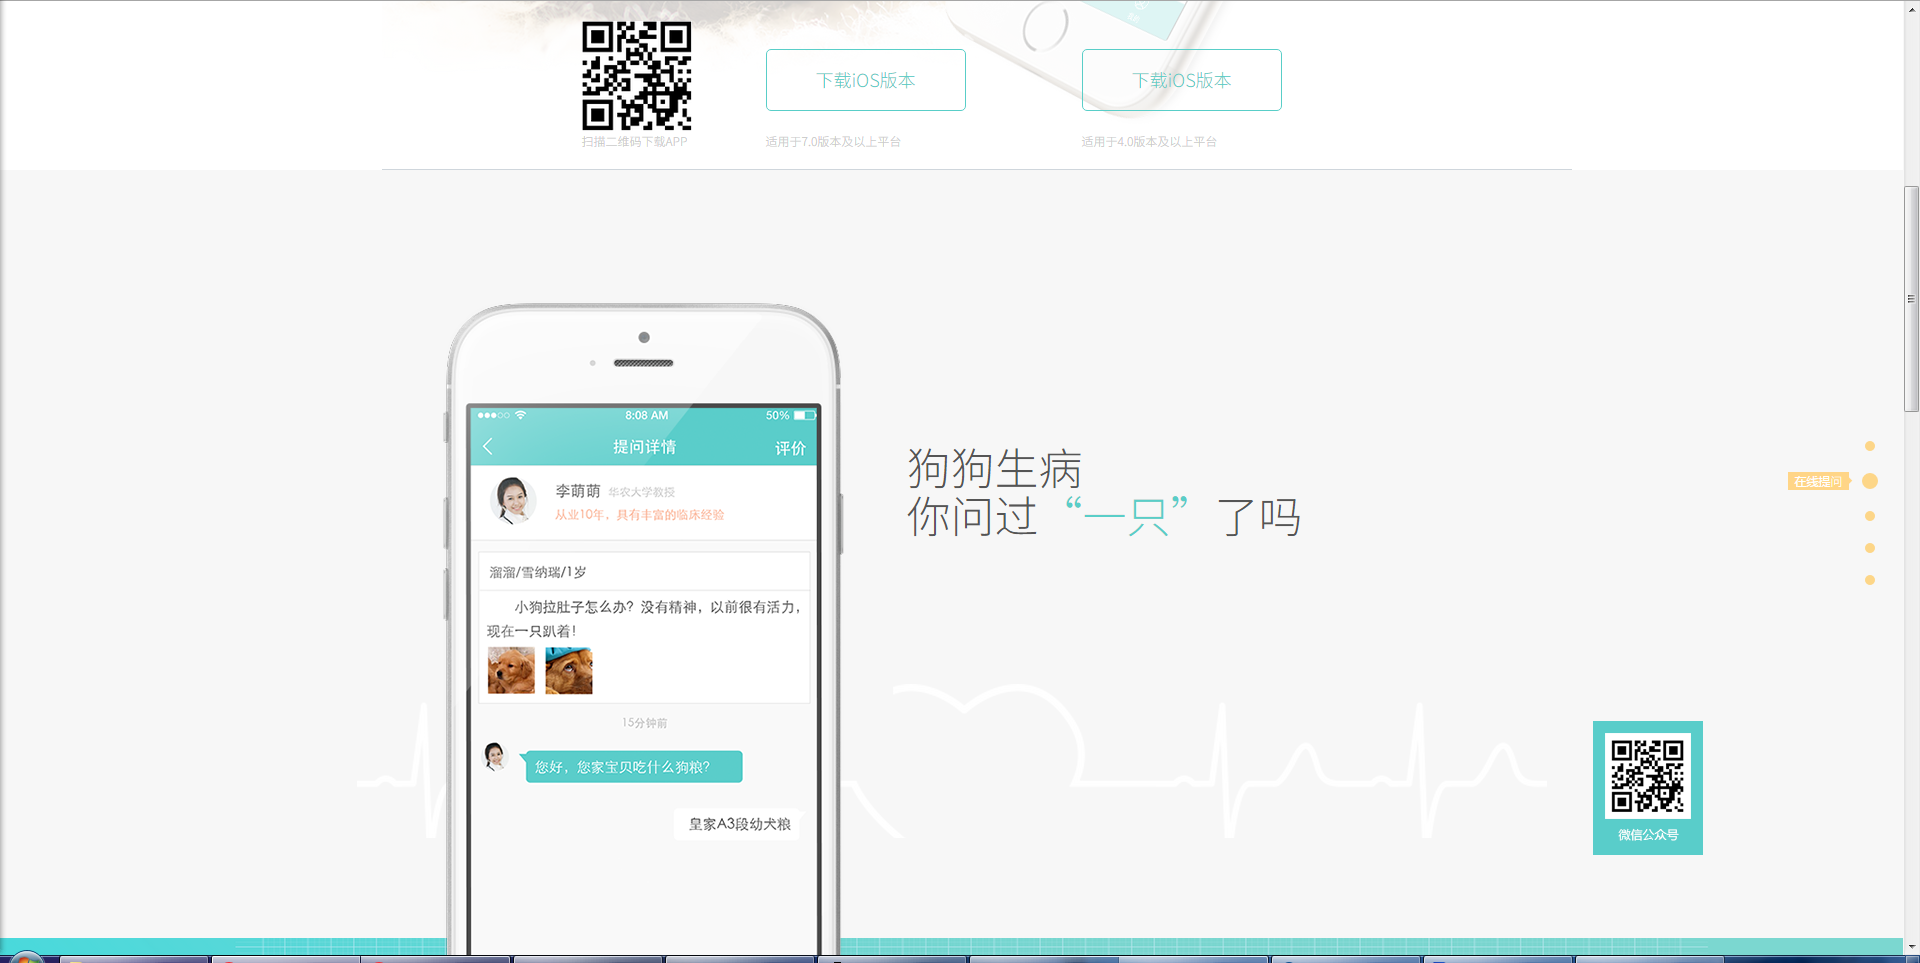 下载iOS版本
下载iOS版本
扫描二维码下载APP
适用于7.0版本及以上平台
适用于4.0版本及以上平台
8:08 AM
50%
提问详情
评价
李萌萌 华农大学教授
从业10年，具有丰富的临床经验
溜溜/雪纳瑞/1岁
小狗拉肚子怎么办？没有精神，以前很有活力，
现在一只趴着！
15分钟前
您好，您家宝贝吃什么狗粮？
皇家A3段幼犬粮
狗狗生病
你问过“一只”了吗
在线提问
微信公众号